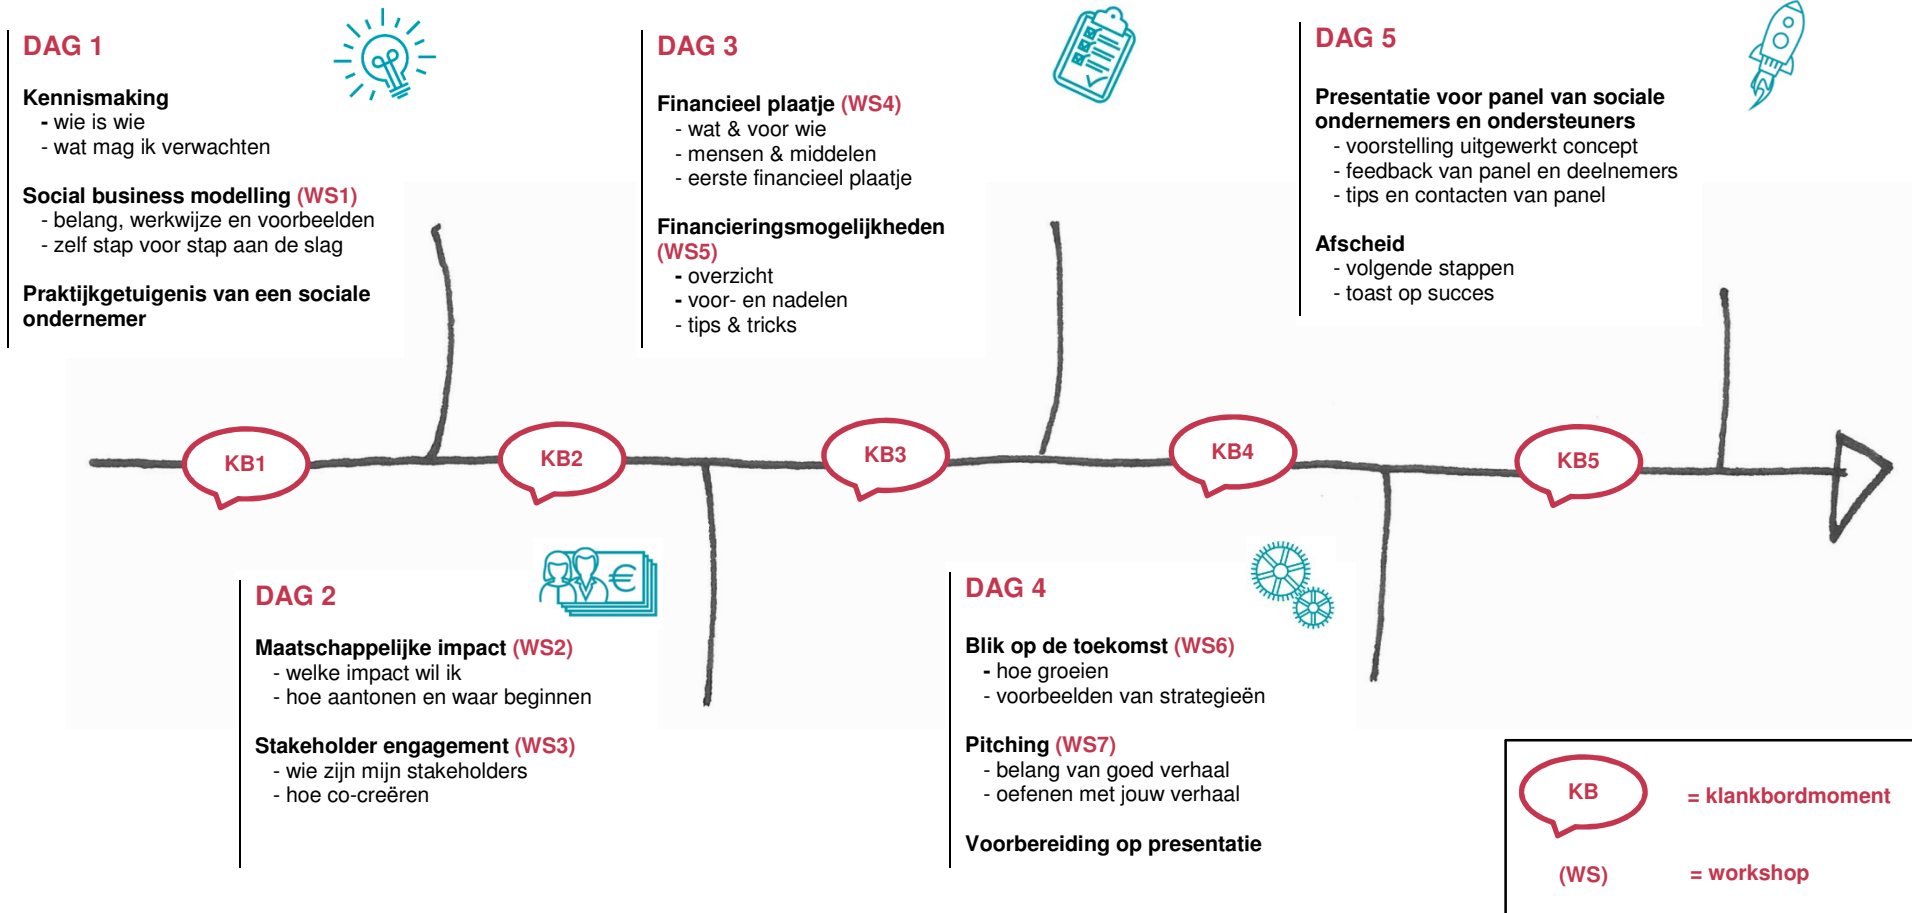 DAG 1
Kennismaking
- wie is wie
- wat mag ik verwachten
Social business modelling (WS1)
- belang, werkwijze en voorbeelden
- zelf stap voor stap aan de slag
Praktijkgetuigenis van een sociale
ondernemer
DAG 3
Financieel plaatje (WS4)
- wat & voor wie
- mensen & middelen
- eerste financieel plaatje
Financieringsmogelijkheden
(WS5)
- overzicht
- voor- en nadelen
- tips & tricks
DAG 5
Presentatie voor panel van sociale
ondernemers en ondersteuners
- voorstelling uitgewerkt concept
- feedback van panel en deelnemers
- tips en contacten van panel
Afscheid
- volgende stappen
- toast op succes
KB1
KB2
KB3
KB4
KB5
DAG 2
€
Maatschappelijke impact (WS2)
- welke impact wil ik
- hoe aantonen en waar beginnen
Stakeholder engagement (WS3)
- wie zijn mijn stakeholders
- hoe co-creëren
DAG 4
Blik op de toekomst (WS6)
- hoe groeien
- voorbeelden van strategieën
Pitching (WS7)
- belang van goed verhaal
- oefenen met jouw verhaal
Voorbereiding op presentatie
KB = klankbordmoment
(WS) = workshop